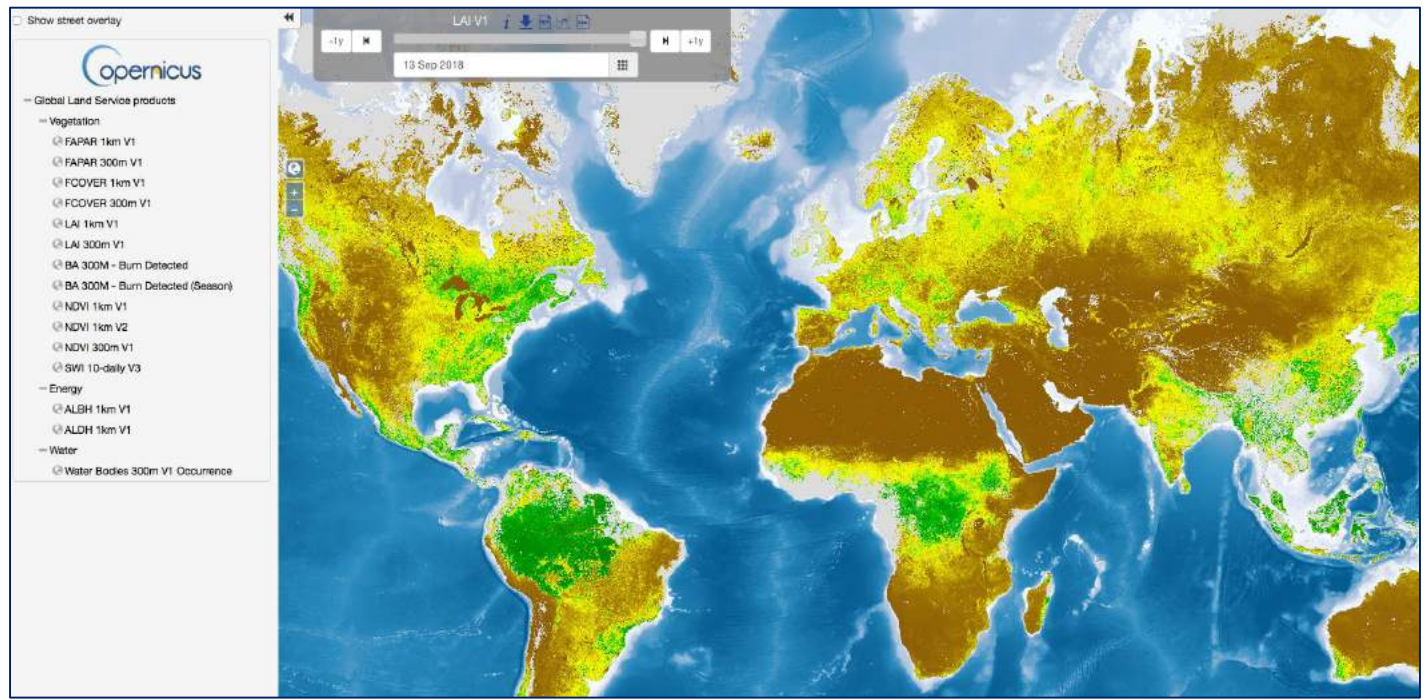 Show street overlay
LAI V1
-1y
+1y
13 Sep 2018
opernicus
Global Land Service products
Vegetation
FAPAR 1km V1
FAPAR 300m V1
FCOVER 1km V1
FCOVER 300m V1
LAI 1km V1
LAI 300m V1
BA 300M - Burn Detected
BA 300M - Burn Detected (Season)
NDVI 1km V1
NDVI 1km V2
NDVI 300m V1
SWI 10-daily V3
Energy
ALBH 1km V1
ALDH 1km V1
Water
Water Bodies 300m V1 Occurrence